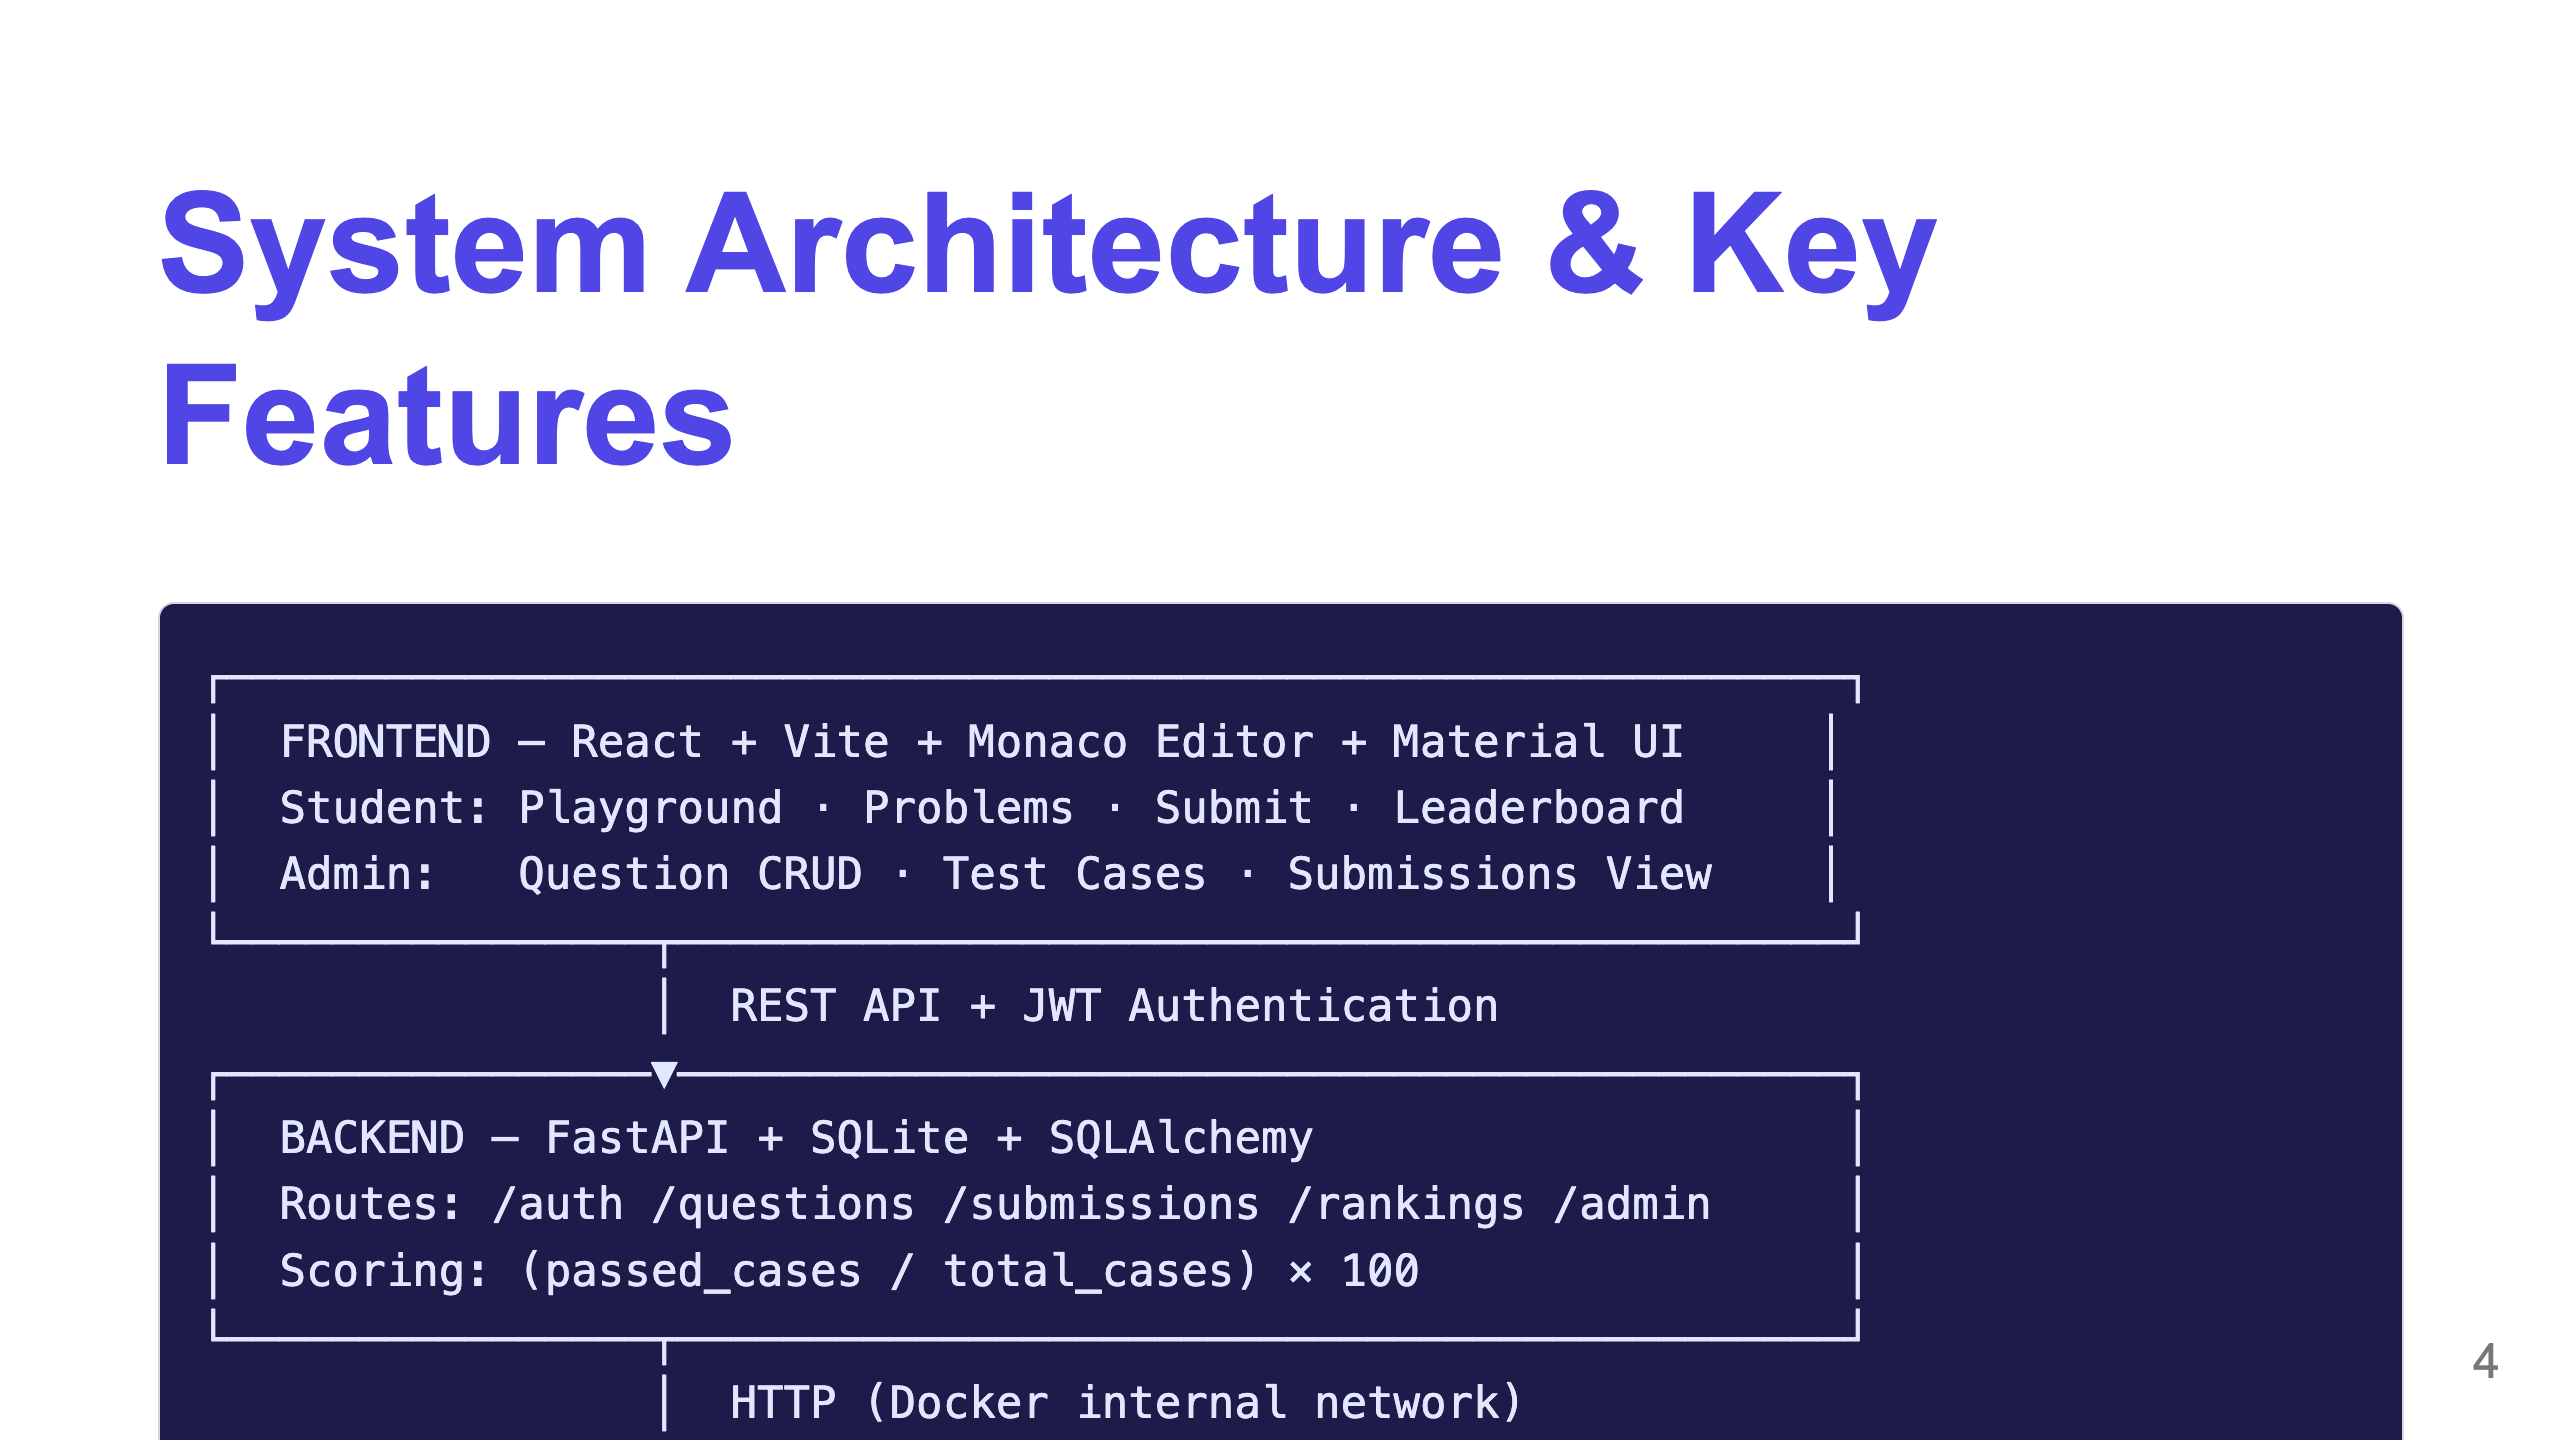 System Architecture & Key
Features
FRONTEND — React + Vite + Monaco Editor + Material UI
Student: Playground · Problems · Submit · Leaderboard
Admin:   Question CRUD · Test Cases · Submissions View
REST API + JWT Authentication
BACKEND — FastAPI + SQLite + SQLAlchemy
Routes: /auth /questions /submissions /rankings /admin
Scoring: (passed_cases / total_cases) × 100
HTTP (Docker internal network)
4